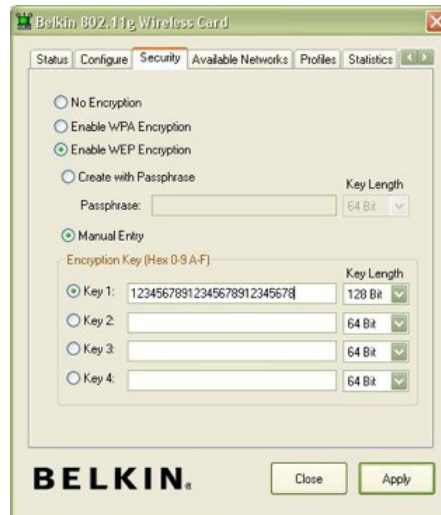 Belkin 802.11g Wireless Card
Status Configure Security Available Networks Profiles Statistics
No Encryption
Enable WPA Encryption
Enable WEP Encryption
Create with Passphrase
Key Length
Passphrase: 64 Bit
Manual Entry
Encryption Key (Hex 0-9 A-F)
Key Length
Key 1: 12345678912345678912345678 128 Bit
Key 2: 64 Bit
Key 3: 64 Bit
Key 4: 64 Bit
BELKIN. Close Apply